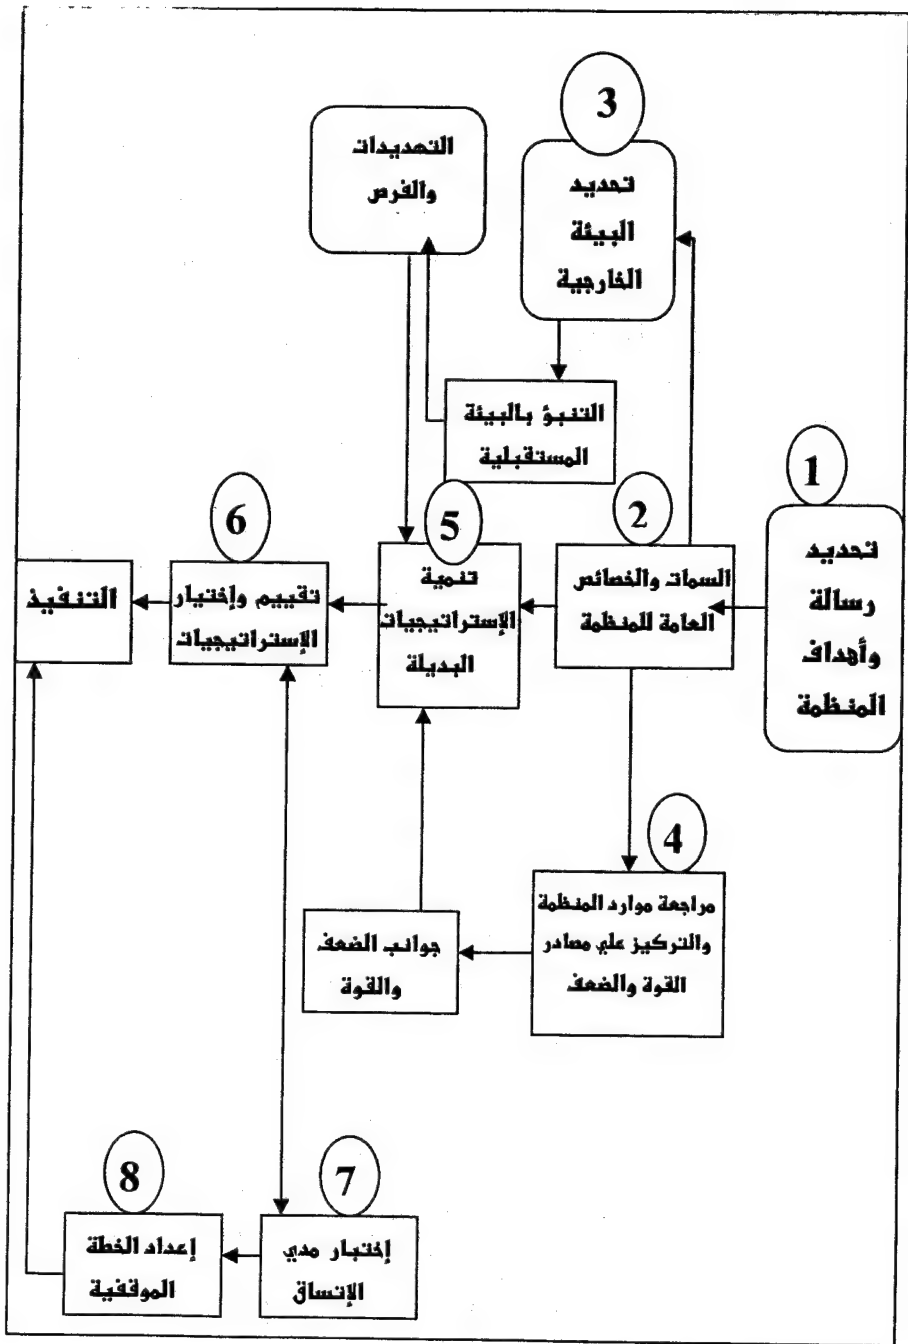 3
تحديد
البيئة
الخارجية
التهديدات
والفرص
التنبؤ بالبيئة
المستقبلية
1
تحديد
رسالة
وأهداف
المنظمة
2
السمات والخصائص
العامة للمنظمة
5
تنمية
الإستراتيجيات
البديلة
6
تقييم وإختيار
الإستراتيجيات
التنفيذ
4
مراجعة موارد المنظمة
والتركيز علي مصادر
القوة والضعف
جوانب الضعف
والقوة
7
إختبار مدي
الإتساق
8
إعداد الخطة
الموقفية